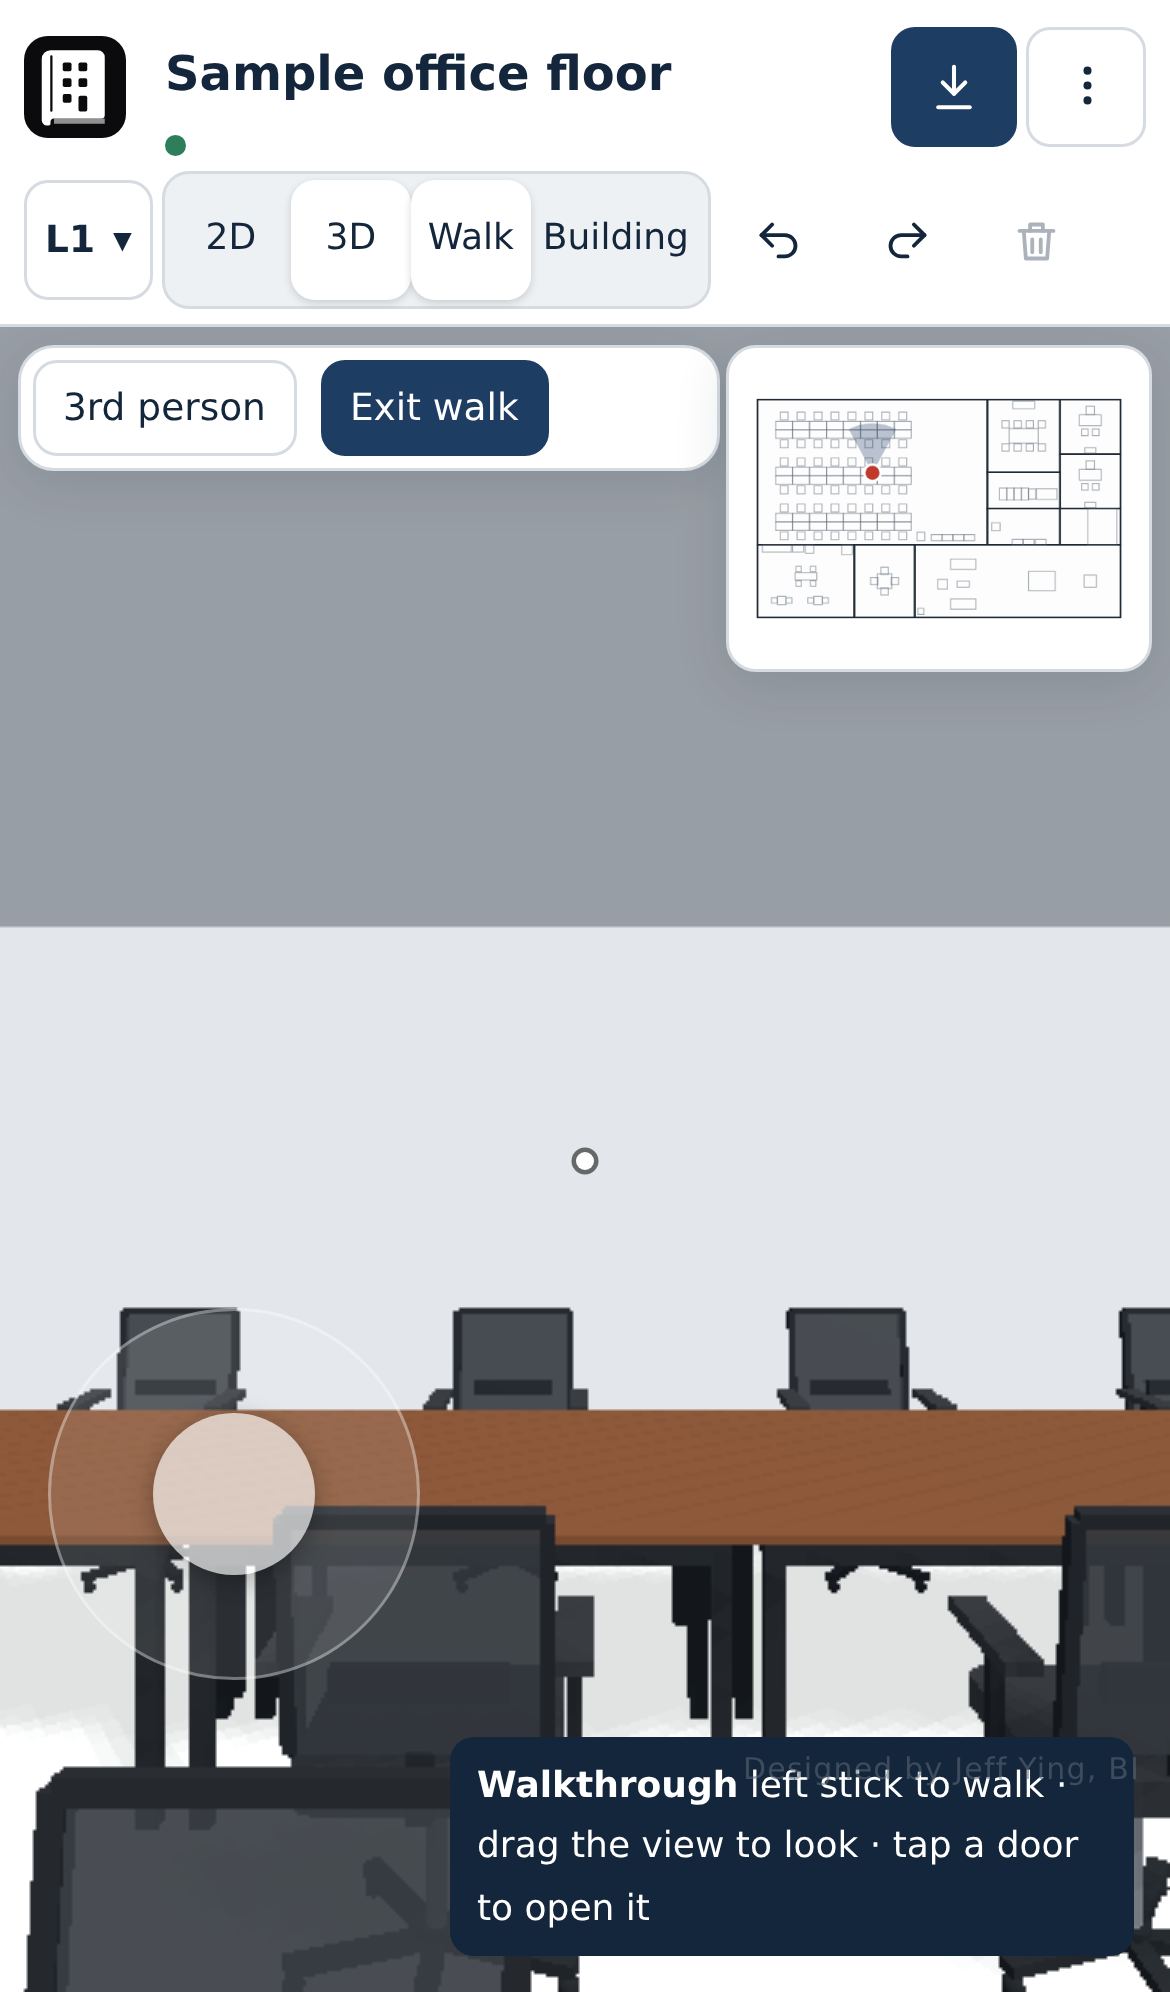 Sample office floor
L1 ▼ 2D 3D Walk Building
3rd person Exit walk
Designed by Jeff Ying, BI
Walkthrough left stick to walk ·
drag the view to look · tap a door
to open it